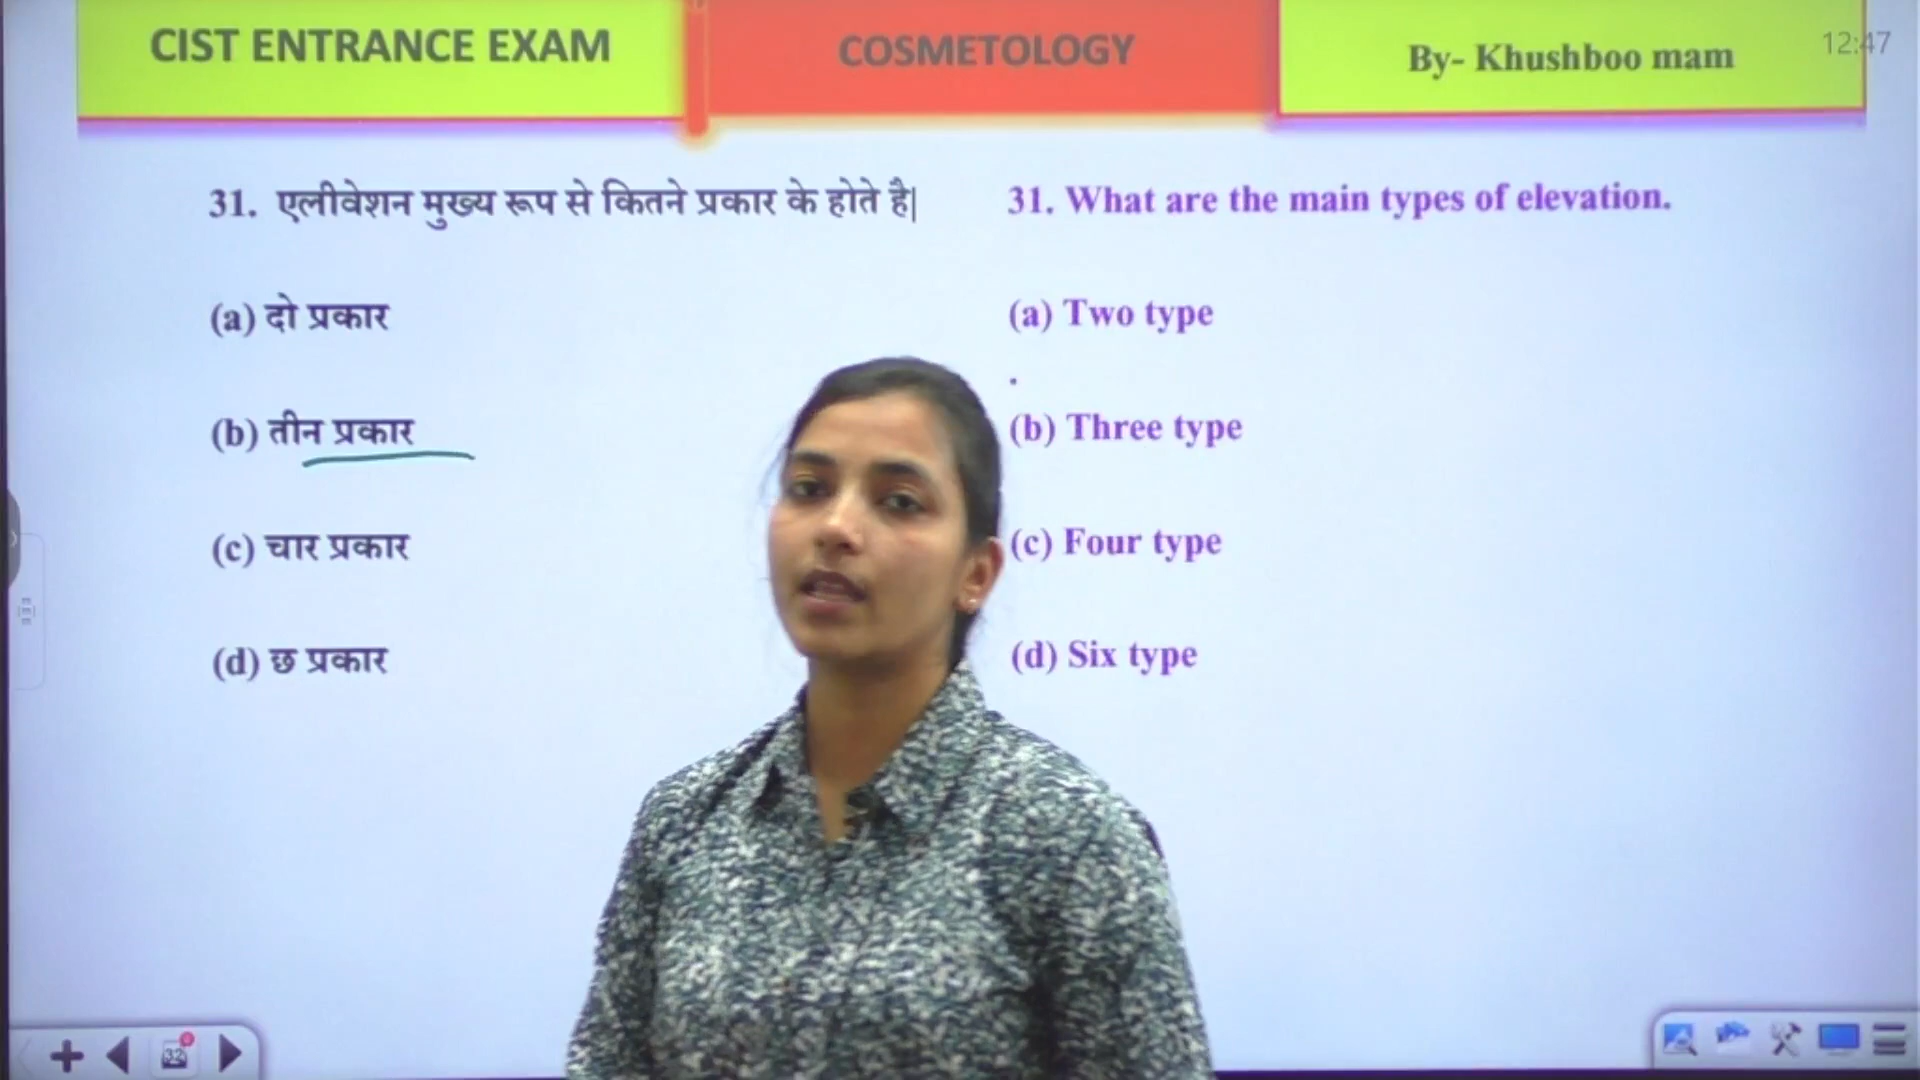 CIST ENTRANCE EXAM
COSMETOLOGY
By- Khushboo mam
12:47
31. एलीवेशन मुख्य रूप से कितने प्रकार के होते है|
(a) दो प्रकार
(b) तीन प्रकार
(c) चार प्रकार
(d) छ प्रकार
31. What are the main types of elevation.
(a) Two type
.
(b) Three type
(c) Four type
(d) Six type
32